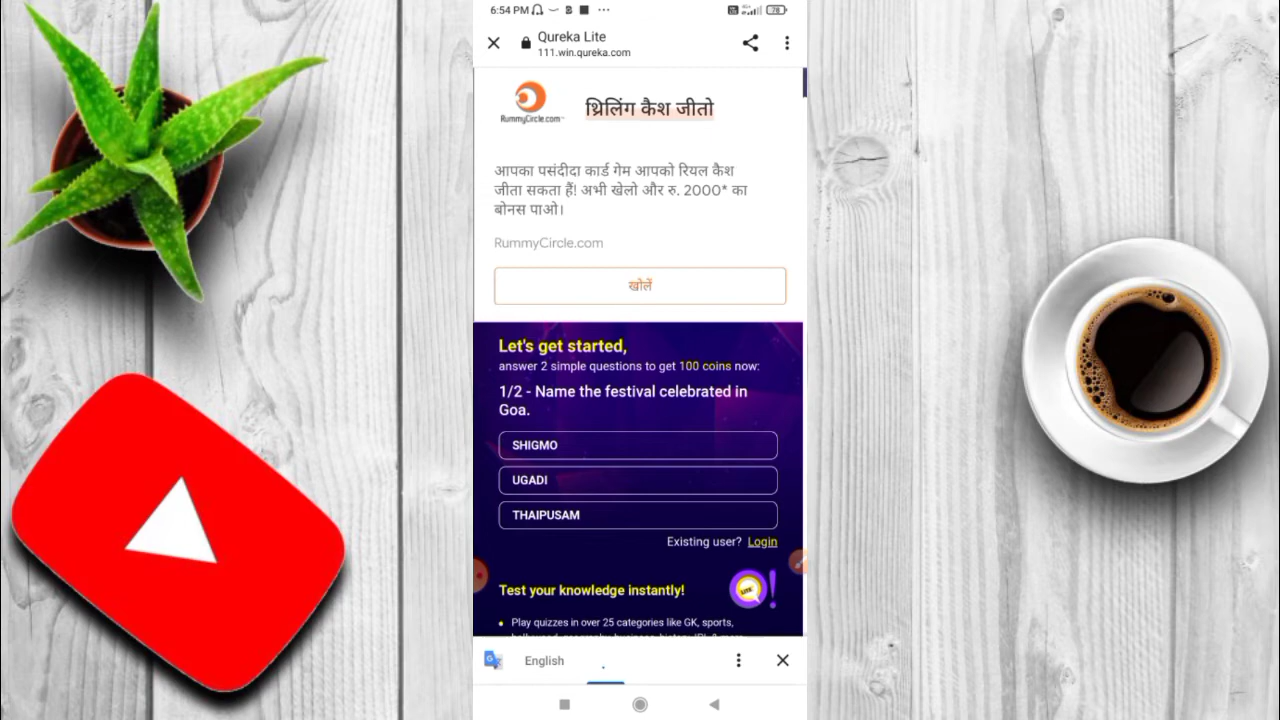 6:54 PM
78
Qureka Lite
111.win.qureka.com
RummyCircle.com
थ्रिलिंग कैश जीतो
आपका पसंदीदा कार्ड गेम आपको रियल कैश
जीता सकता हैं! अभी खेलो और रु. 2000* का
बोनस पाओ।
RummyCircle.com
खोलें
Let's get started,
answer 2 simple questions to get 100 coins now:
1/2 - Name the festival celebrated in
Goa.
SHIGMO
UGADI
THAIPUSAM
Existing user? Login
Test your knowledge instantly!
Play quizzes in over 25 categories like GK, sports,
English